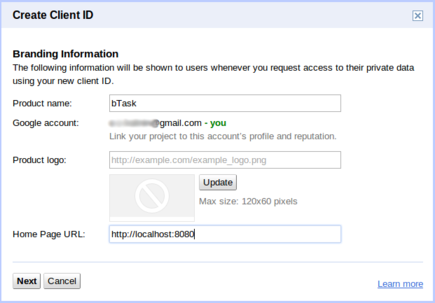 Create Client ID
Branding Information
The following information will be shown to users whenever you request access to their private data
using your new client ID.
Product name: bTask
Google account: @gmail.com - you
Link your project to this account's profile and reputation.
Product logo: http://example.com/example_logo.png
Update
Max size: 120x60 pixels
Home Page URL: http://localhost:8080
Next Cancel Learn more